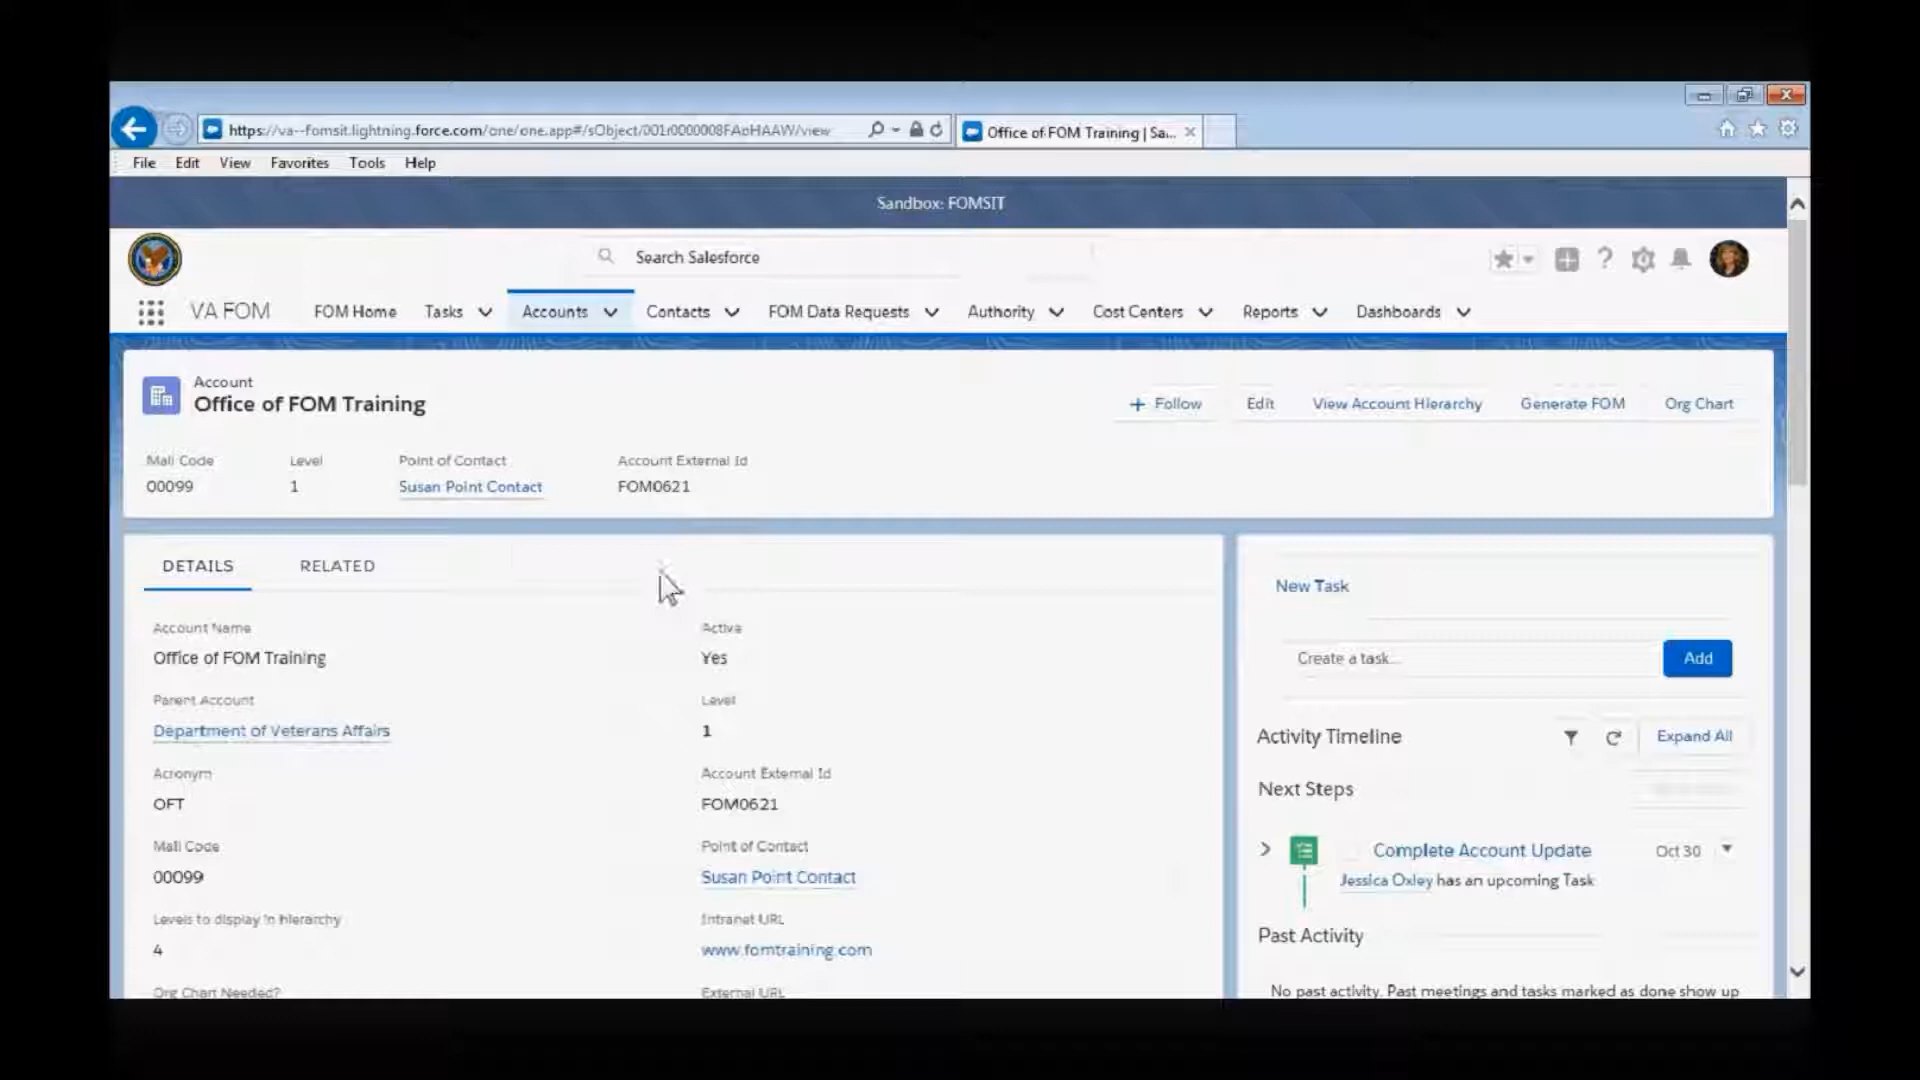 https://va--fomsit.lightning.force.com/one/one.app#/sObject/001r0000008FApHAAW/view
Office of FOM Training | Sa...
File Edit View Favorites Tools Help
Sandbox: FOMSIT
Search Salesforce
VA FOM FOM Home Tasks Accounts Contacts FOM Data Requests Authority Cost Centers Reports Dashboards
Account
Office of FOM Training
+ Follow Edit View Account Hierarchy Generate FOM Org Chart
Mail Code Level Point of Contact Account External Id
00099 1 Susan Point Contact FOM0621
DETAILS RELATED
Account Name Active
Office of FOM Training Yes
Parent Account Level
Department of Veterans Affairs 1
Acronym Account External Id
OFT FOM0621
Mail Code Point of Contact
00099 Susan Point Contact
Levels to display in hierarchy Intranet URL
4 www.fomtraining.com
Org Chart Needed? External URL
New Task
Create a task... Add
Activity Timeline Expand All
Next Steps
Complete Account Update Oct 30
Jessica Oxley has an upcoming Task
Past Activity
No past activity. Past meetings and tasks marked as done show up